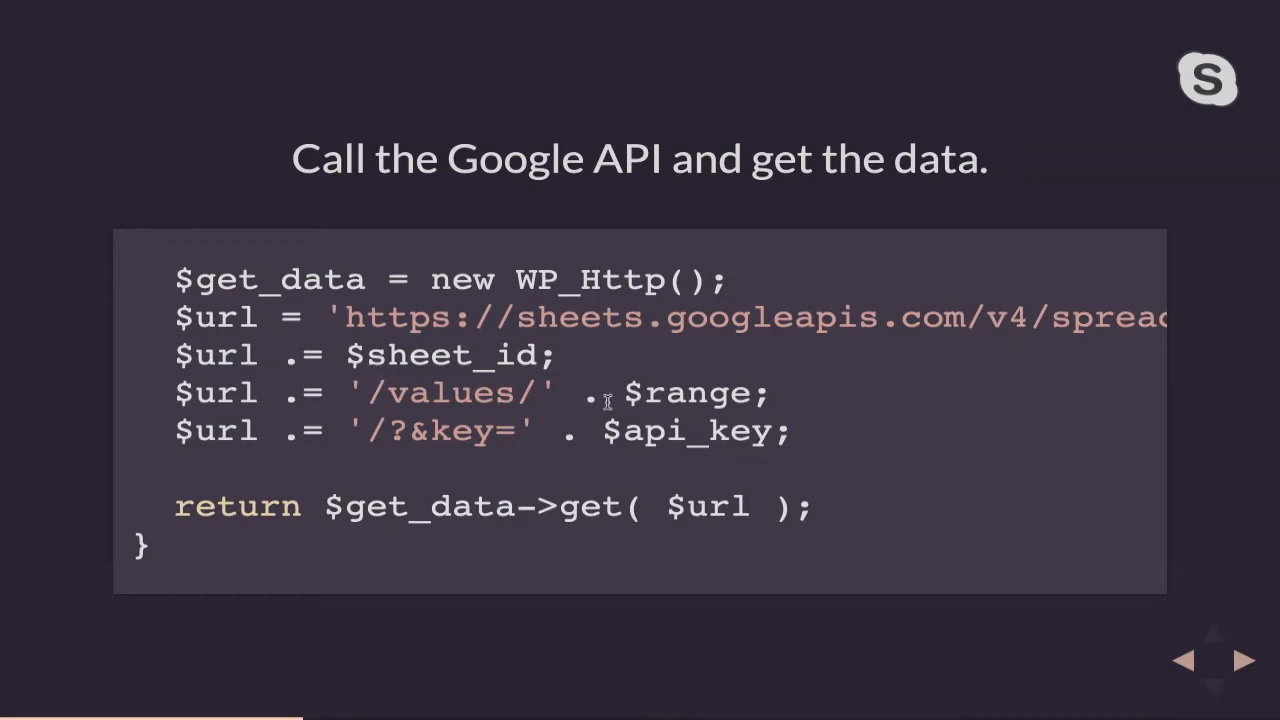 S
Call the Google API and get the data.
$get_data = new WP_Http();
$url = 'https://sheets.googleapis.com/v4/spread
$url .= $sheet_id;
$url .= '/values/' . $range;
$url .= '/?&key=' . $api_key;
return $get_data->get( $url );
}